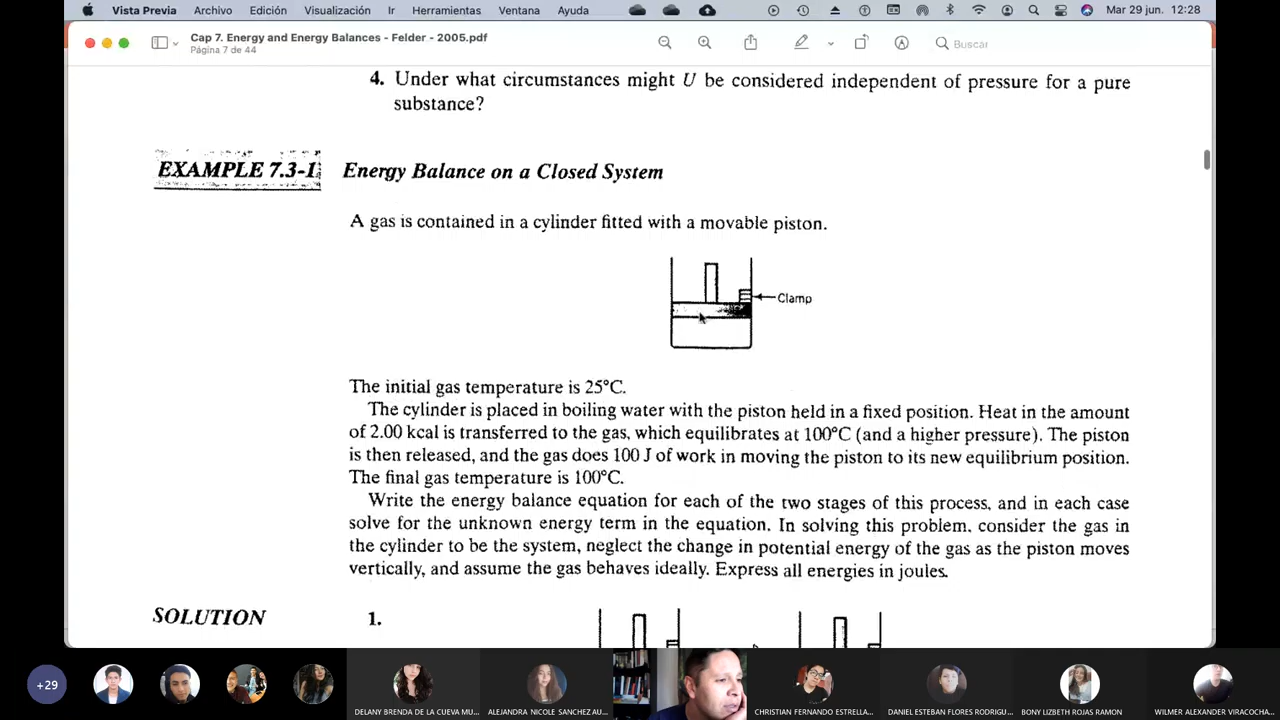 Vista Previa Archivo Edición Visualización Ir Herramientas Ventana Ayuda Mar 29 jun. 12:28
Cap 7. Energy and Energy Balances - Felder - 2005.pdf
Página 7 de 44
Buscar
4. Under what circumstances might U be considered independent of pressure for a pure
substance?
EXAMPLE 7.3-1 Energy Balance on a Closed System
A gas is contained in a cylinder fitted with a movable piston.
Clamp
The initial gas temperature is 25°C.
The cylinder is placed in boiling water with the piston held in a fixed position. Heat in the amount
of 2.00 kcal is transferred to the gas, which equilibrates at 100°C (and a higher pressure). The piston
is then released, and the gas does 100 J of work in moving the piston to its new equilibrium position.
The final gas temperature is 100°C.
Write the energy balance equation for each of the two stages of this process, and in each case
solve for the unknown energy term in the equation. In solving this problem, consider the gas in
the cylinder to be the system, neglect the change in potential energy of the gas as the piston moves
vertically, and assume the gas behaves ideally. Express all energies in joules.
SOLUTION 1.
+29
DELANY BRENDA DE LA CUEVA MU... ALEJANDRA NICOLE SANCHEZ AU... CHRISTIAN FERNANDO ESTRELLA... DANIEL ESTEBAN FLORES RODRIGU... BONY LIZBETH ROJAS RAMON WILMER ALEXANDER VIRACOCHA...